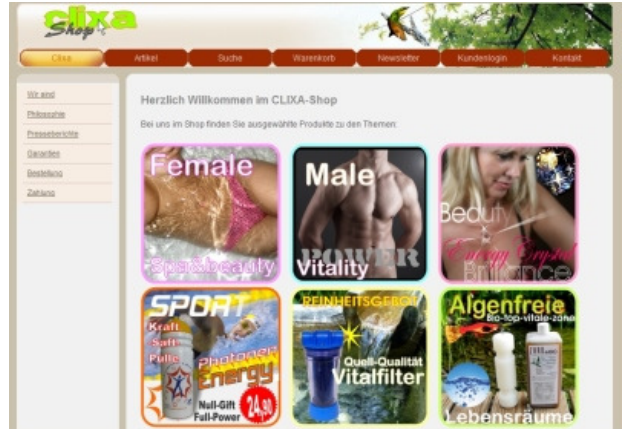 clixa
Shop
Clixa
Artikel
Suche
Warenkorb
Newsletter
Kundenlogin
Kontakt
Wir sind
Philosophie
Presseberichte
Garantien
Bestellung
Zahlung
Herzlich Willkommen im CLIXA-Shop
Bei uns im Shop finden Sie ausgewählte Produkte zu den Themen:
Female
Spa&beauty
Male
POWER
Vitality
Beauty
Energy Crystal
Brilliance
SPORT
Kraft
Saft
Fülle
Photonen
Energy
Null-Gift
Full-Power
24,90
REINHEITSGEBOT
Quell-Qualität
Vitalfilter
Algenfreie
Bio-top-vitale-zone
Lebensräume